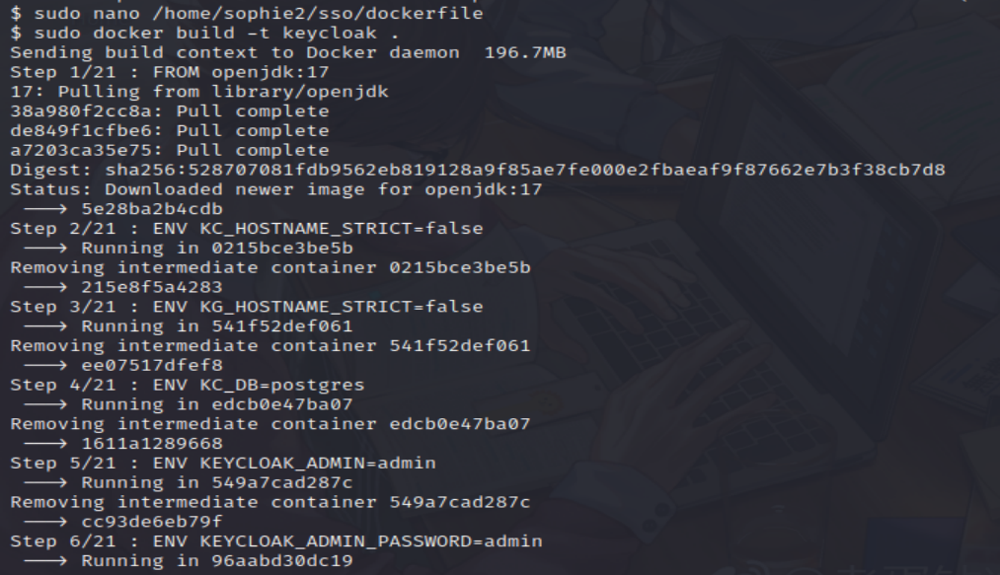 $ sudo nano /home/sophie2/sso/dockerfile
$ sudo docker build -t keycloak .
Sending build context to Docker daemon  196.7MB
Step 1/21 : FROM openjdk:17
17: Pulling from library/openjdk
38a980f2cc8a: Pull complete
de849f1cfbe6: Pull complete
a7203ca35e75: Pull complete
Digest: sha256:528707081fdb9562eb819128a9f85ae7fe000e2fbaeaf9f87662e7b3f38cb7d8
Status: Downloaded newer image for openjdk:17
 ---> 5e28ba2b4cdb
Step 2/21 : ENV KC_HOSTNAME_STRICT=false
 ---> Running in 0215bce3be5b
Removing intermediate container 0215bce3be5b
 ---> 215e8f5a4283
Step 3/21 : ENV KG_HOSTNAME_STRICT=false
 ---> Running in 541f52def061
Removing intermediate container 541f52def061
 ---> ee07517dfef8
Step 4/21 : ENV KC_DB=postgres
 ---> Running in edcb0e47ba07
Removing intermediate container edcb0e47ba07
 ---> 1611a1289668
Step 5/21 : ENV KEYCLOAK_ADMIN=admin
 ---> Running in 549a7cad287c
Removing intermediate container 549a7cad287c
 ---> cc93de6eb79f
Step 6/21 : ENV KEYCLOAK_ADMIN_PASSWORD=admin
 ---> Running in 96aabd30dc19